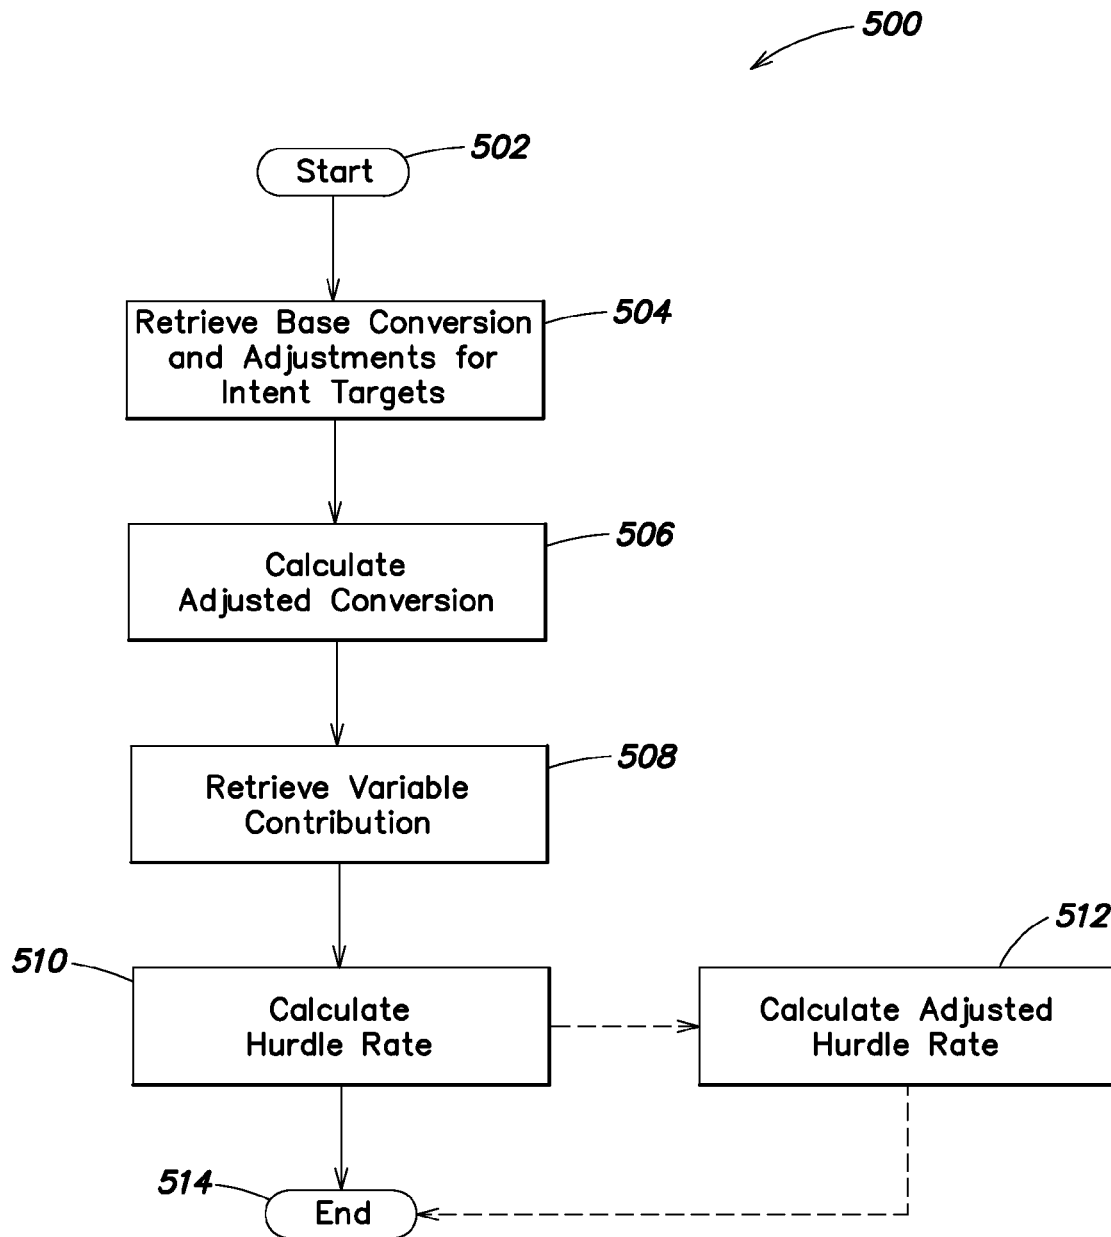 500
502
Start
504
Retrieve Base Conversion
and Adjustments for
Intent Targets
506
Calculate
Adjusted Conversion
508
Retrieve Variable
Contribution
510
Calculate
Hurdle Rate
512
Calculate Adjusted
Hurdle Rate
514
End